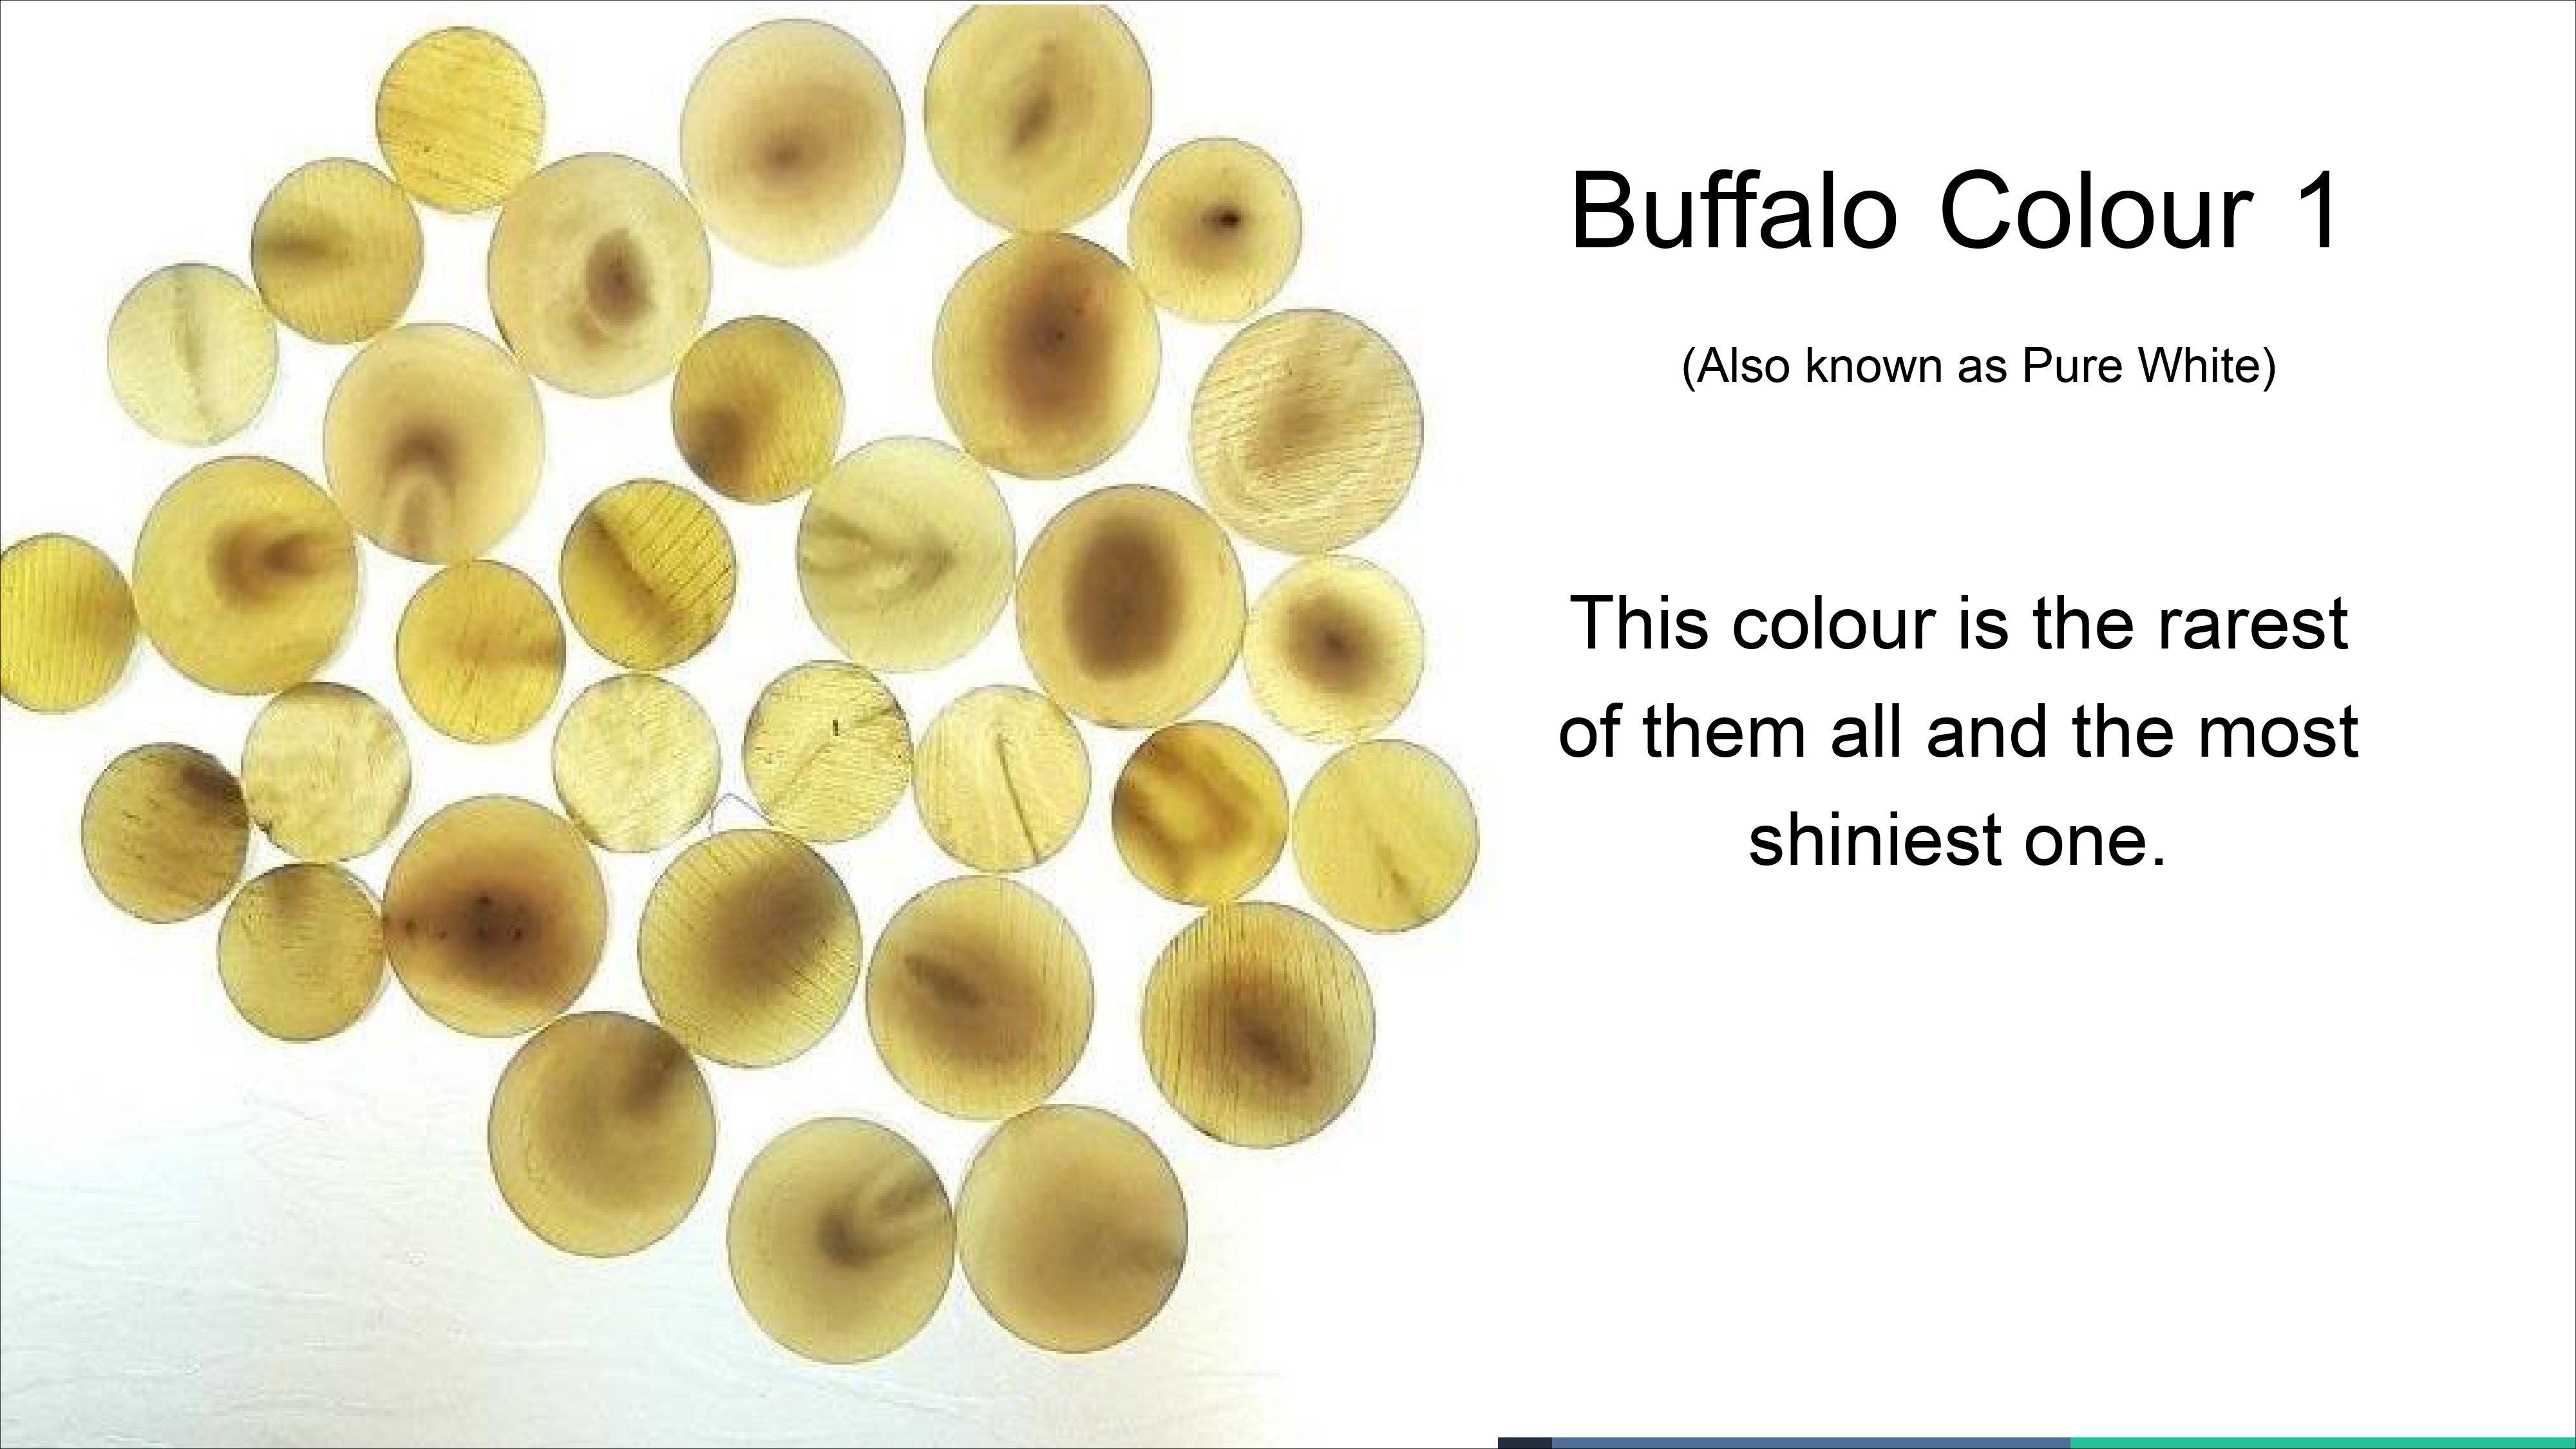 Buffalo Colour 1
(Also known as Pure White)
This colour is the rarest
of them all and the most
shiniest one.